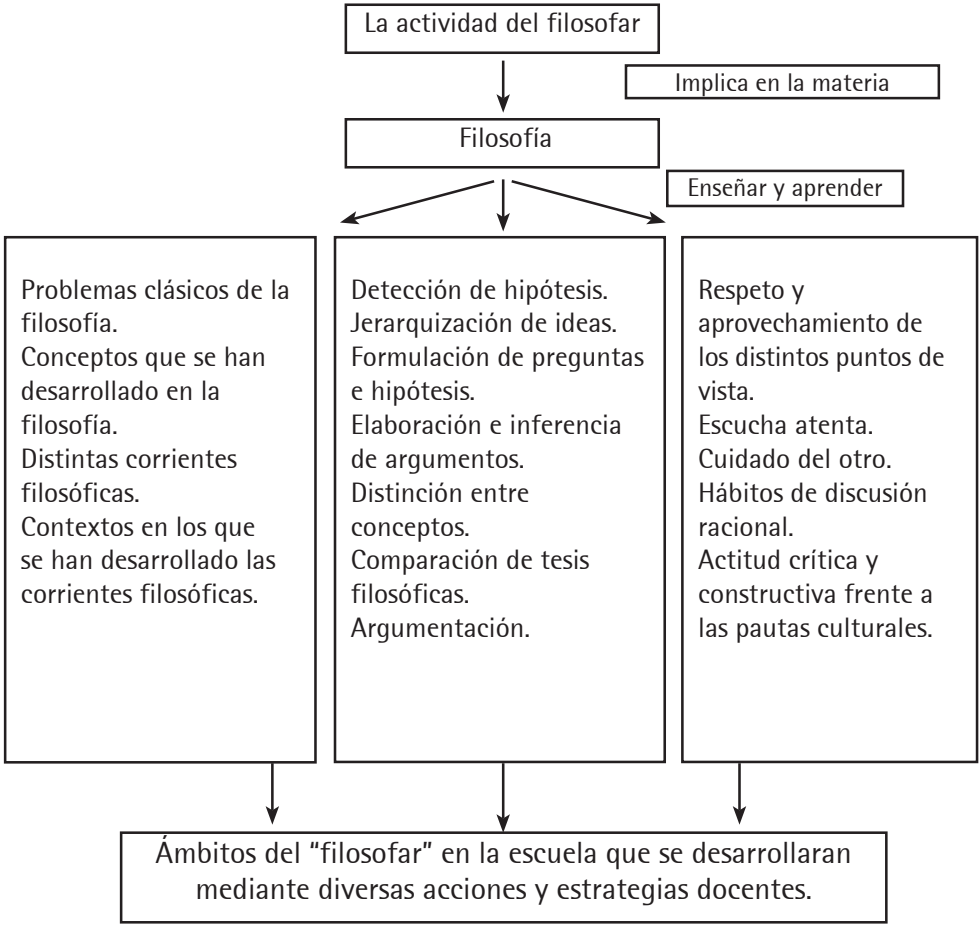 La actividad del filosofar
Implica en la materia
Filosofía
Enseñar y aprender
Problemas clásicos de la
filosofía.
Conceptos que se han
desarrollado en la
filosofía.
Distintas corrientes
filosóficas.
Contextos en los que
se han desarrollado las
corrientes filosóficas.
Detección de hipótesis.
Jerarquización de ideas.
Formulación de preguntas
e hipótesis.
Elaboración e inferencia
de argumentos.
Distinción entre
conceptos.
Comparación de tesis
filosóficas.
Argumentación.
Respeto y
aprovechamiento de
los distintos puntos de
vista.
Escucha atenta.
Cuidado del otro.
Hábitos de discusión
racional.
Actitud crítica y
constructiva frente a
las pautas culturales.
Ámbitos del “filosofar” en la escuela que se desarrollaran
mediante diversas acciones y estrategias docentes.